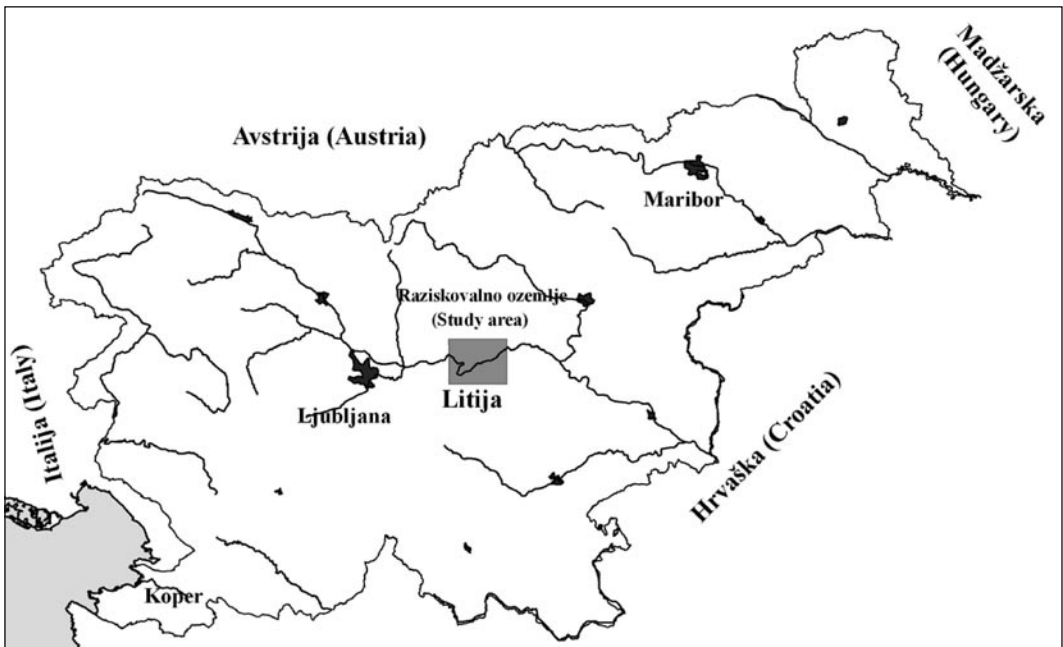 Madžarska
(Hungary)
Avstrija (Austria)
Maribor
Raziskovalno ozemlje
(Study area)
Italija (Italy)
Ljubljana
Litija
Hrvaška (Croatia)
Koper